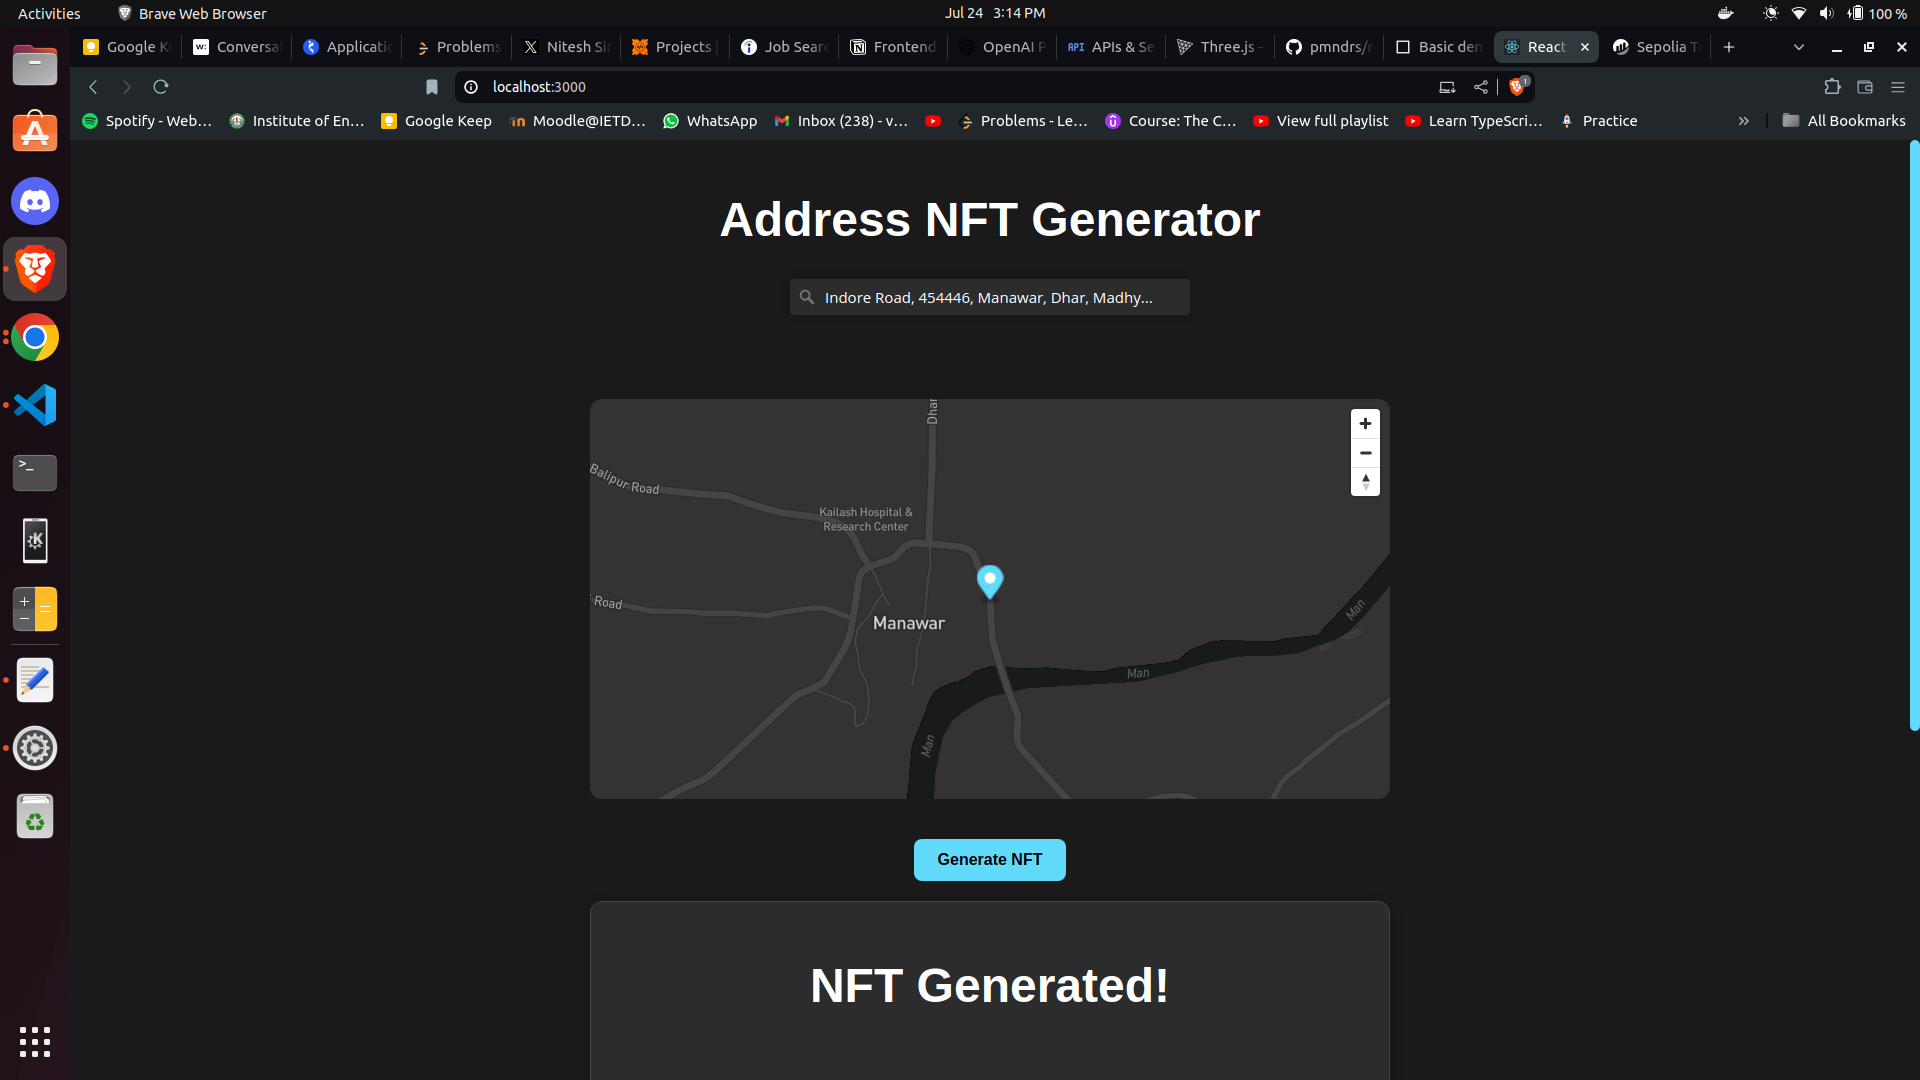 Activities Brave Web Browser Jul 24 3:14 PM 100 %
Google K Conversa Applicatio Problems Nitesh Sin Projects Job Sear Frontend OpenAI P APIs & Se Three.js - pmndrs/r Basic den React Sepolia T
localhost:3000 1
Spotify - Web... Institute of En... Google Keep Moodle@IETD... WhatsApp Inbox (238) - v... Problems - Le... Course: The C... View full playlist Learn TypeScri... Practice All Bookmarks
Address NFT Generator
Indore Road, 454446, Manawar, Dhar, Madhy...
Dhar
Balipur Road
Kailash Hospital &
Research Center
Road
Manawar
Man
Man
Man
Generate NFT
NFT Generated!